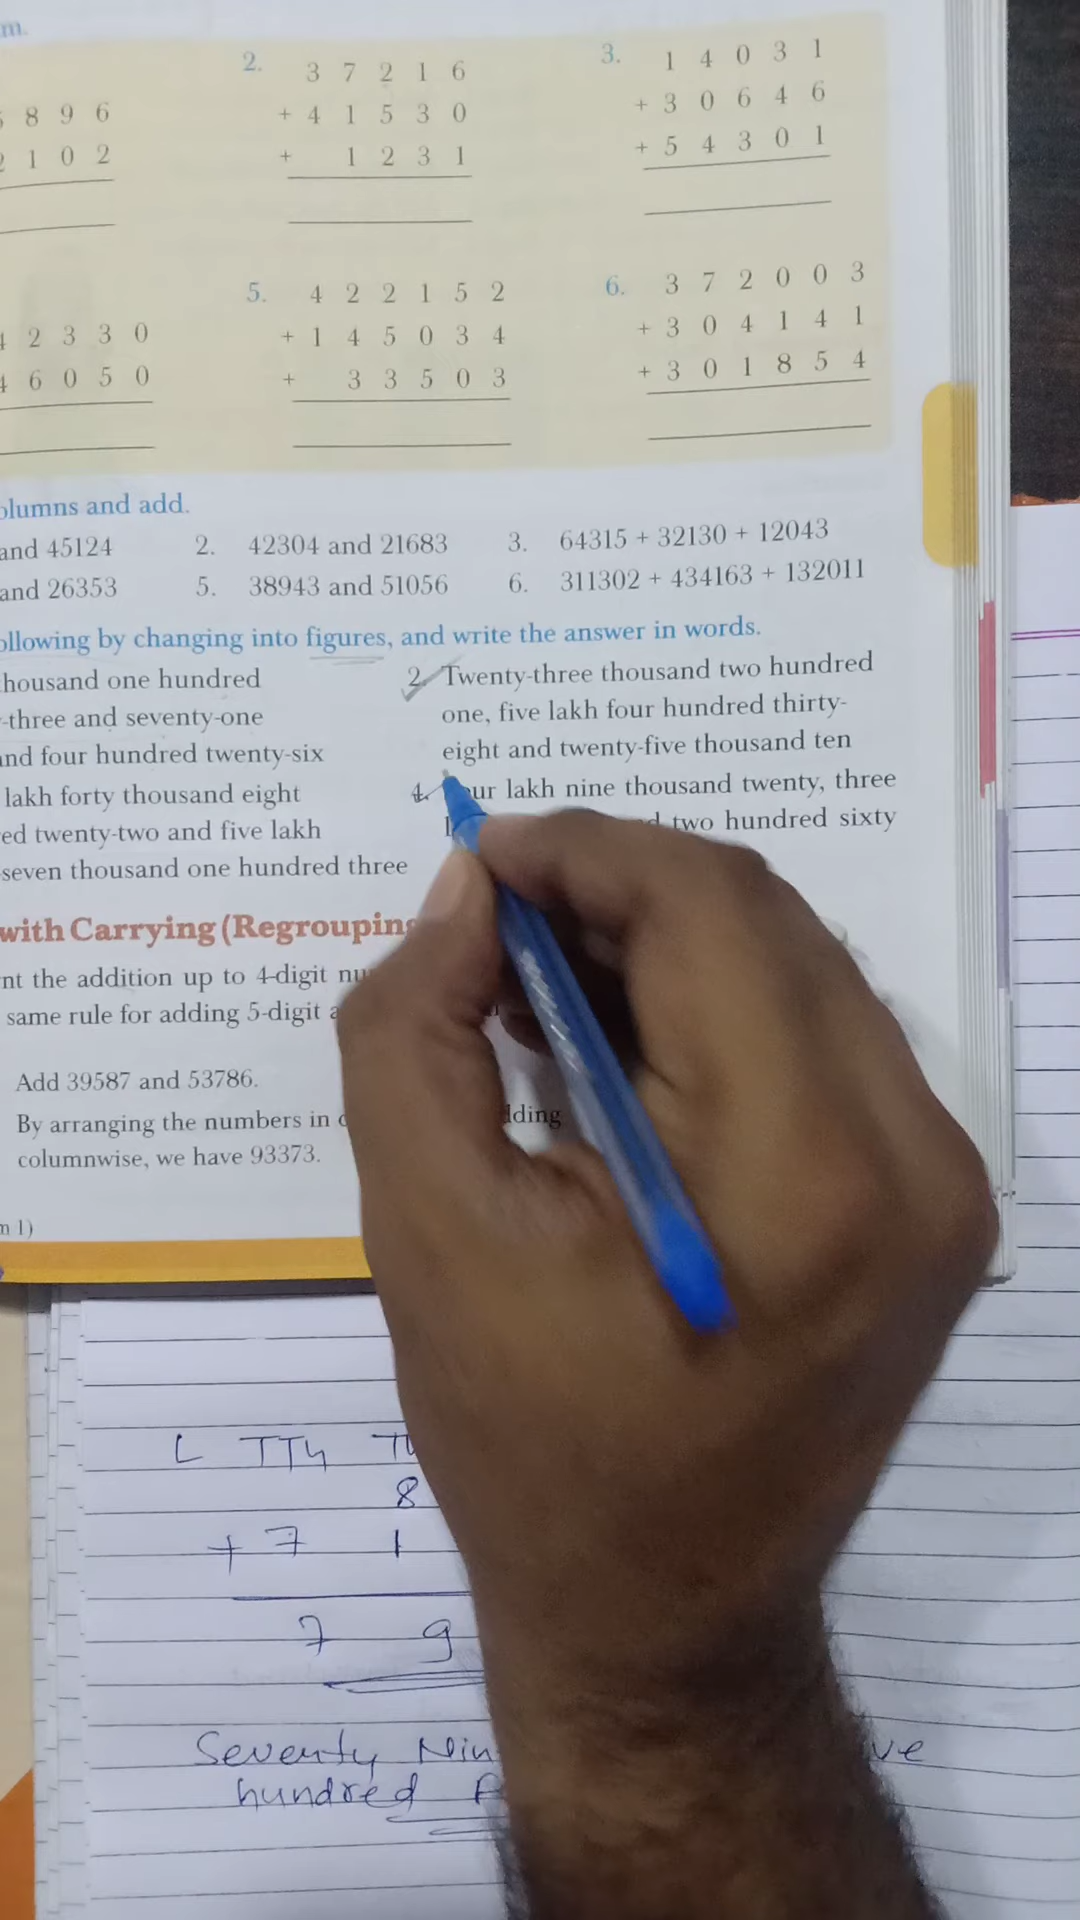 m.
2. 3 7 2 1 6
+ 4 1 5 3 0
+ 1 2 3 1
3. 1 4 0 3 1
+ 3 0 6 4 6
+ 5 4 3 0 1
8 9 6
1 0 2
5. 4 2 2 1 5 2
+ 1 4 5 0 3 4
+ 3 3 5 0 3
6. 3 7 2 0 0 3
+ 3 0 4 1 4 1
+ 3 0 1 8 5 4
2 3 3 0
6 0 5 0
olumns and add.
and 45124 2. 42304 and 21683 3. 64315 + 32130 + 12043
and 26353 5. 38943 and 51056 6. 311302 + 434163 + 132011
ollowing by changing into figures, and write the answer in words.
housand one hundred
-three and seventy-one
nd four hundred twenty-six
lakh forty thousand eight
ed twenty-two and five lakh
seven thousand one hundred three
2. Twenty-three thousand two hundred
one, five lakh four hundred thirty-
eight and twenty-five thousand ten
4. ur lakh nine thousand twenty, three
two hundred sixty
with Carrying (Regrouping
nt the addition up to 4-digit nu
same rule for adding 5-digit a
Add 39587 and 53786.
By arranging the numbers in dding
columnwise, we have 93373.
n 1)
L TTh Th
8
+ 7 1
7 9
Seventy Nin ve
hundred